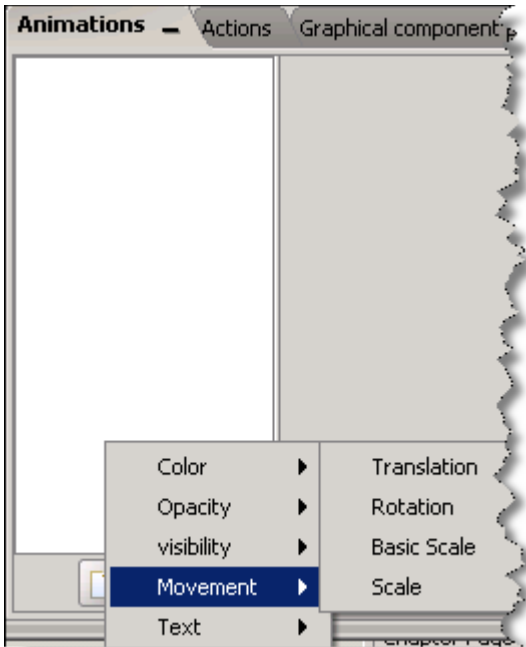 Animations Actions Graphical component
Color
Opacity
visibility
Movement
Text
Translation
Rotation
Basic Scale
Scale